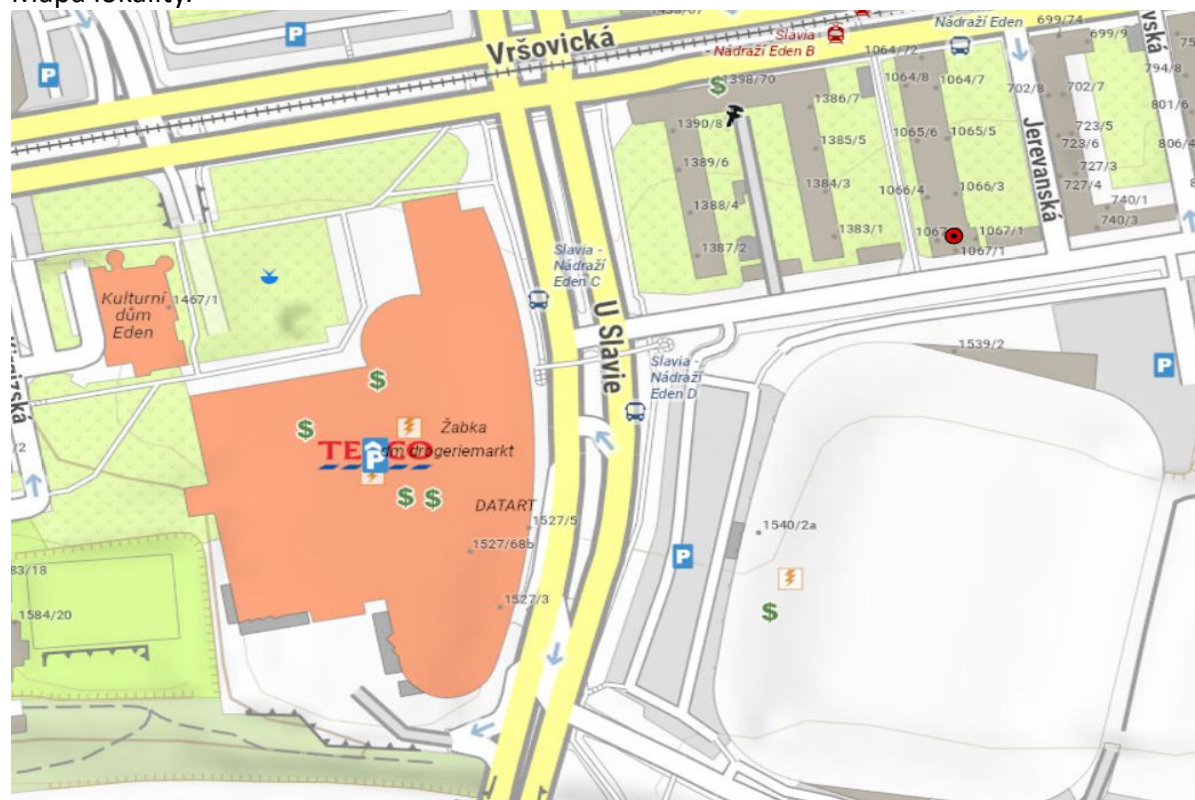 Mapa lokality:
Vršovická
Slavia
- Nádraží Eden B
Nádraží Eden
699/74
699/9
1398/70
1064/72
1064/8
1064/7
702/8
702/7
794/8
801/6
806/4
1390/8
1386/7
1385/5
1065/6
1065/5
723/5
723/6
727/3
727/4
1389/6
1384/3
1066/4
1066/3
Jerevanská
740/1
740/3
1388/4
1387/2
1383/1
1067/1
1067/1
Slavia -
Nádraží
Eden C
Kulturní
dům
Eden
1467/1
U Slavie
Slavia -
Nádraží
Eden D
1539/2
P
P
P
P
P
$
$
$
$
$
$
TESCO
Žabka
dm drogeriemarkt
DATART
1527/5
1527/68b
1527/3
1540/2a
1584/20